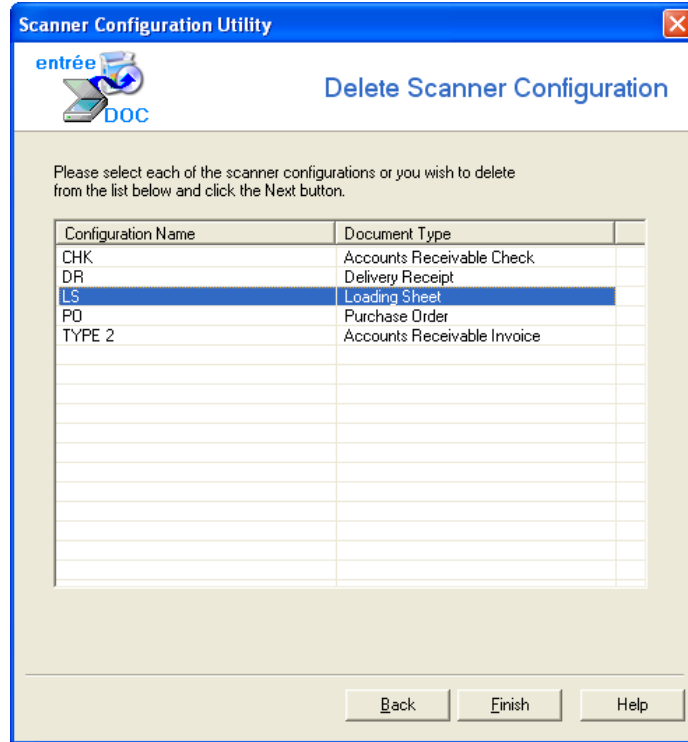 Scanner Configuration Utility
entrée
DOC
Delete Scanner Configuration
Please select each of the scanner configurations or you wish to delete
from the list below and click the Next button.
Configuration Name Document Type
CHK Accounts Receivable Check
DR Delivery Receipt
LS Loading Sheet
PO Purchase Order
TYPE 2 Accounts Receivable Invoice
Back Finish Help